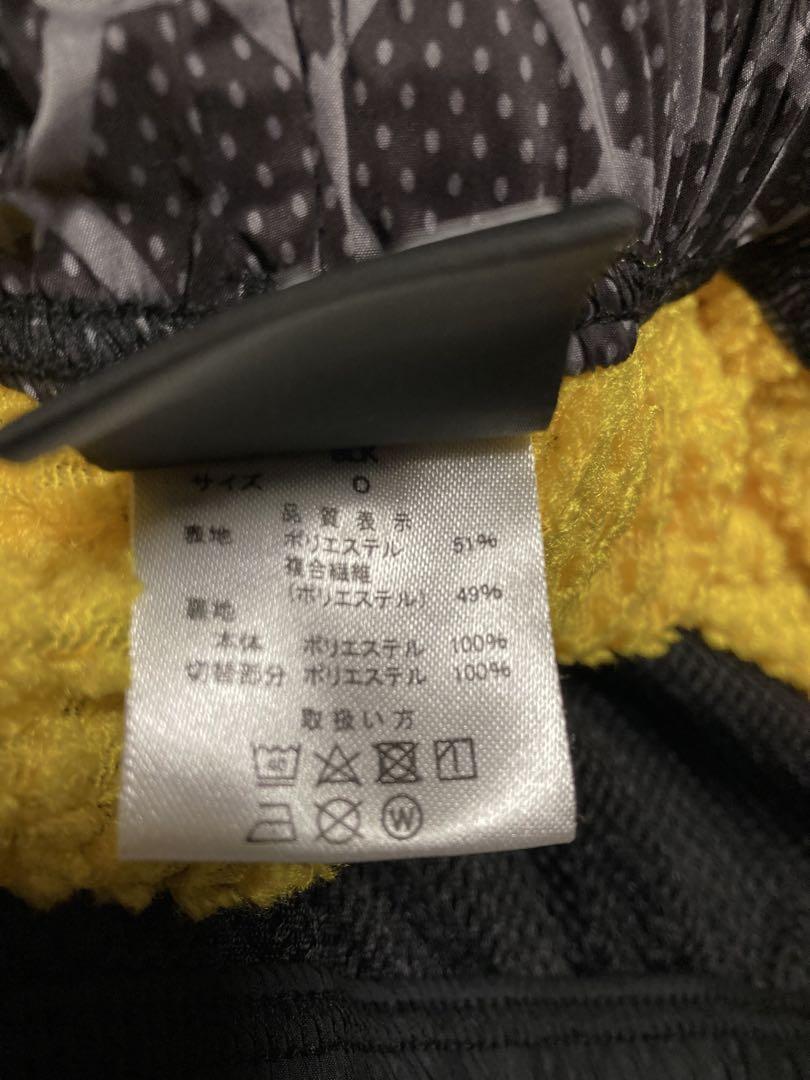 サイズ 0
品質表示
表地 ポリエステル 51%
複合繊維
(ポリエステル) 49%
裏地
本体 ポリエステル 100%
切替部分 ポリエステル 100%
取扱い方
40
W